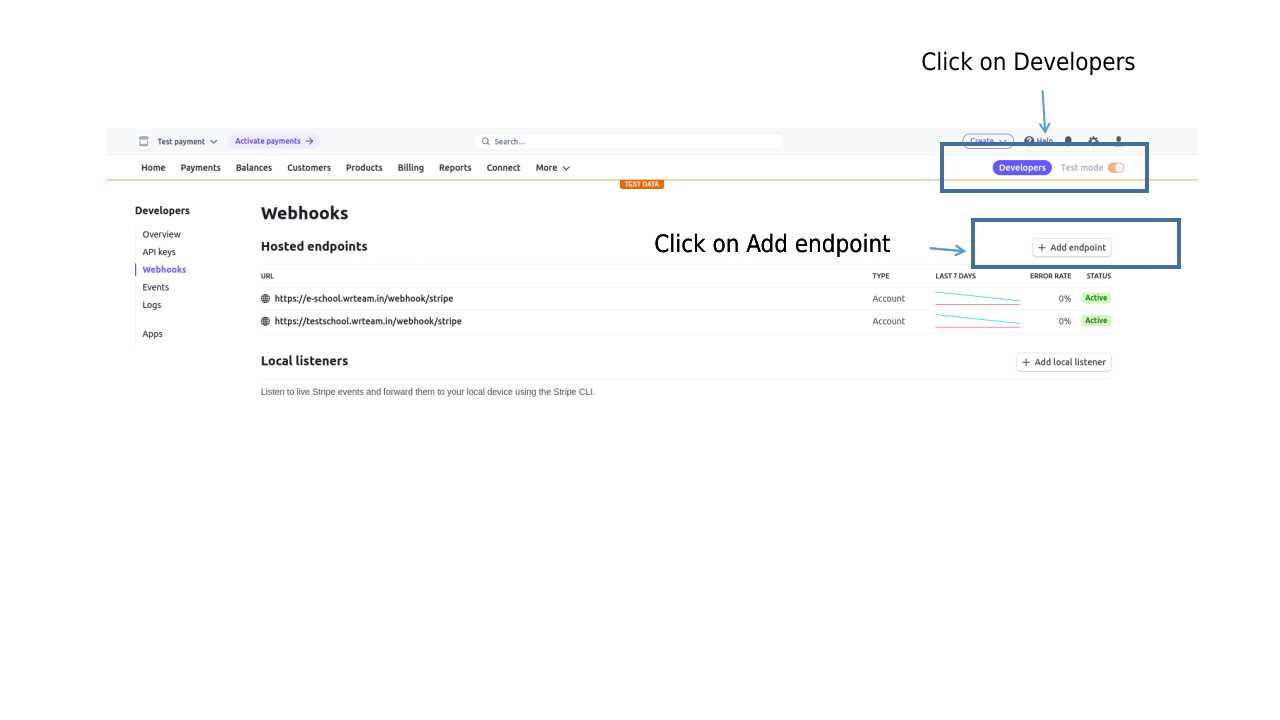 Click on Developers
Test payment
Activate payments →
Search...
Create
Help
Home Payments Balances Customers Products Billing Reports Connect More
Developers Test mode
TEST DATA
Developers
Overview
API keys
Webhooks
Events
Logs
Apps
Webhooks
Hosted endpoints
Click on Add endpoint
+ Add endpoint
URL TYPE LAST 7 DAYS ERROR RATE STATUS
https://e-school.wrteam.in/webhook/stripe Account 0% Active
https://testschool.wrteam.in/webhook/stripe Account 0% Active
Local listeners
+ Add local listener
Listen to live Stripe events and forward them to your local device using the Stripe CLI.